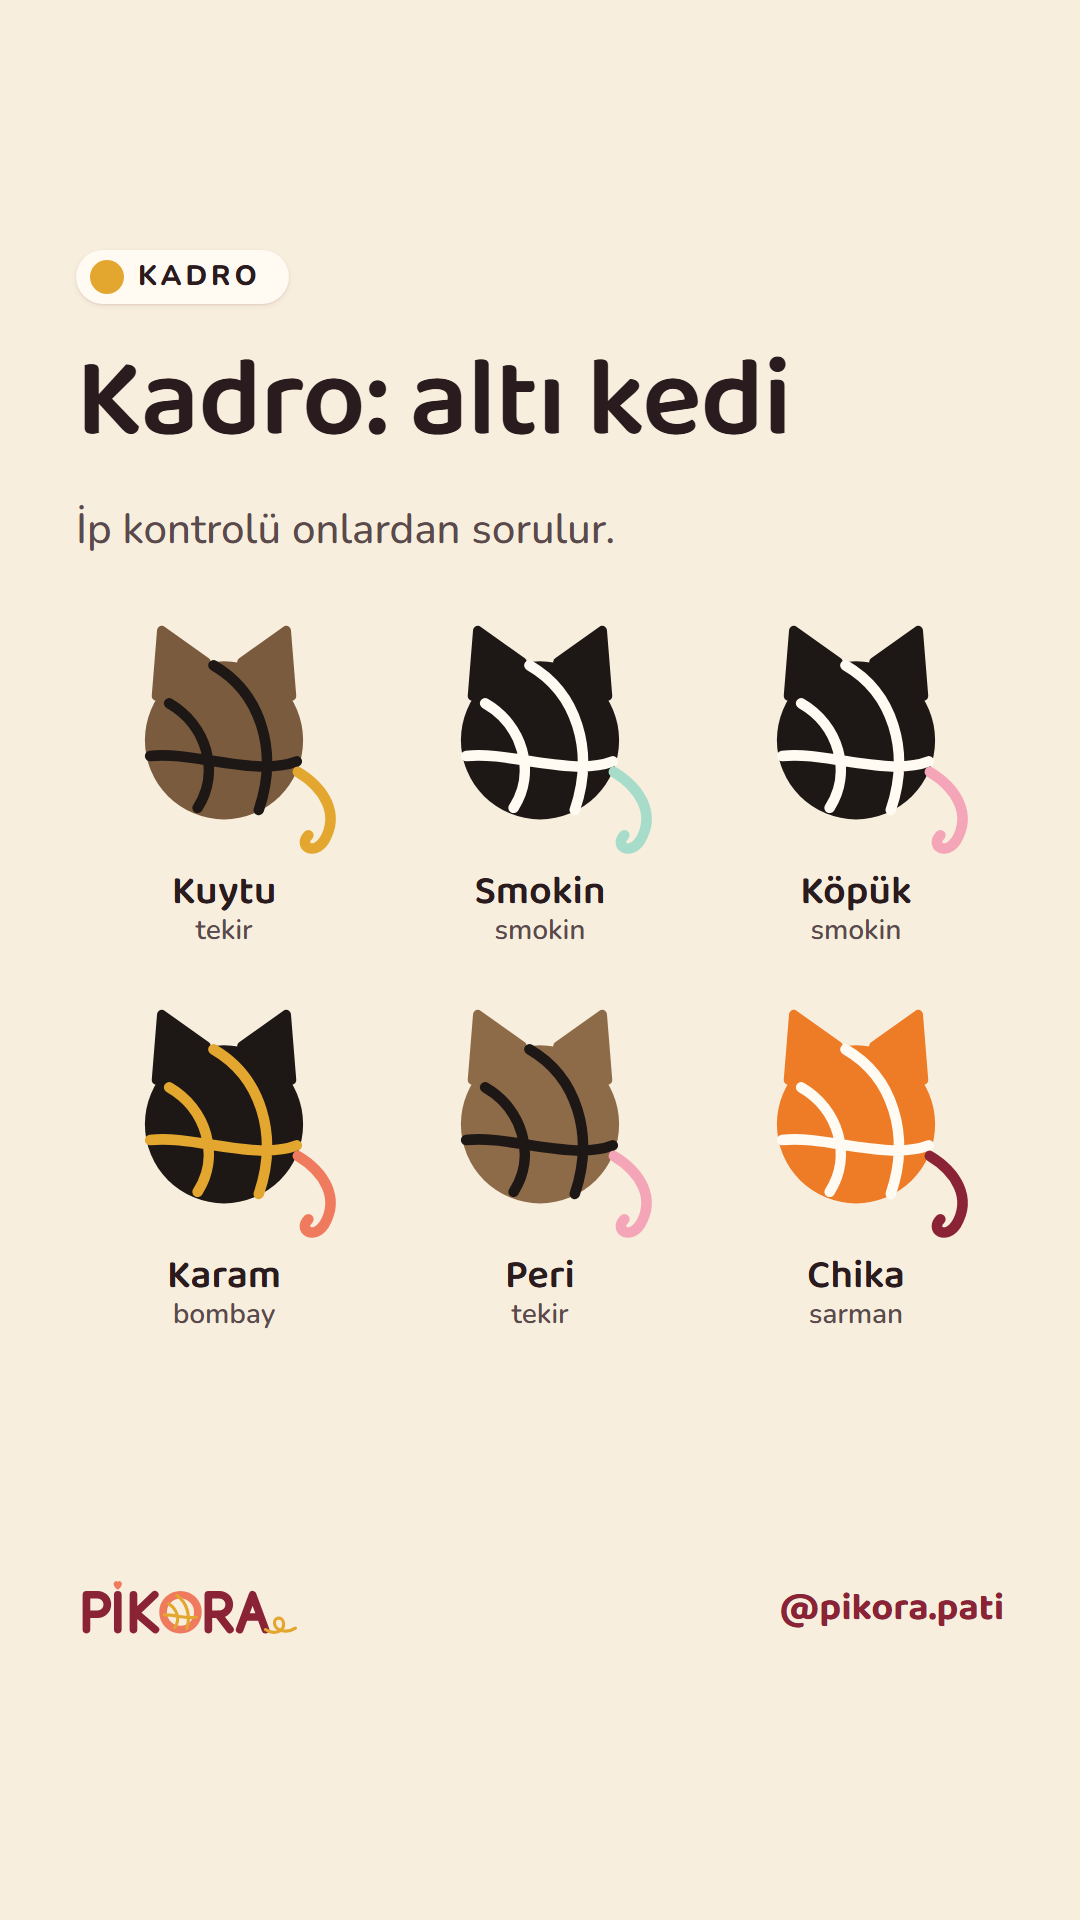 KADRO
Kadro: altı kedi
İp kontrolü onlardan sorulur.
Kuytu
tekir
Smokin
smokin
Köpük
smokin
Karam
bombay
Peri
tekir
Chika
sarman
PİKORA
@pikora.pati